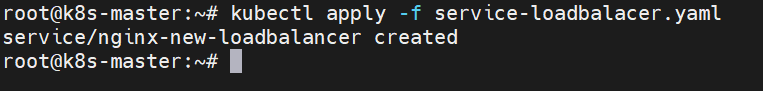 root@k8s-master:~# kubectl apply -f service-loadbalacer.yaml
service/nginx-new-loadbalancer created
root@k8s-master:~#